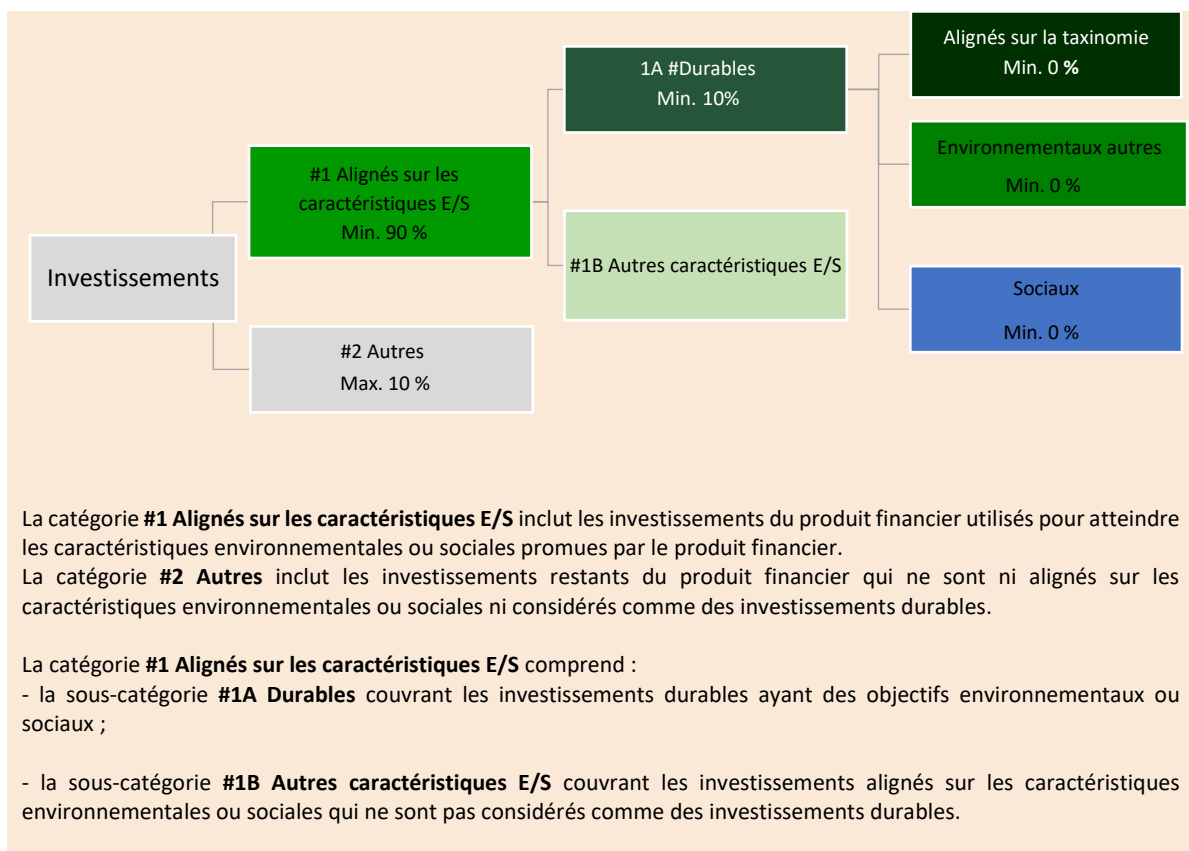 Alignés sur la taxinomie
Min. 0 %
1A #Durables
Min. 10%
Environnementaux autres
Min. 0 %
#1 Alignés sur les
caractéristiques E/S
Min. 90 %
#1B Autres caractéristiques E/S
Investissements
Sociaux
Min. 0 %
#2 Autres
Max. 10 %
La catégorie #1 Alignés sur les caractéristiques E/S inclut les investissements du produit financier utilisés pour atteindre
les caractéristiques environnementales ou sociales promues par le produit financier.
La catégorie #2 Autres inclut les investissements restants du produit financier qui ne sont ni alignés sur les
caractéristiques environnementales ou sociales ni considérés comme des investissements durables.
La catégorie #1 Alignés sur les caractéristiques E/S comprend :
- la sous-catégorie #1A Durables couvrant les investissements durables ayant des objectifs environnementaux ou
sociaux ;
- la sous-catégorie #1B Autres caractéristiques E/S couvrant les investissements alignés sur les caractéristiques
environnementales ou sociales qui ne sont pas considérés comme des investissements durables.